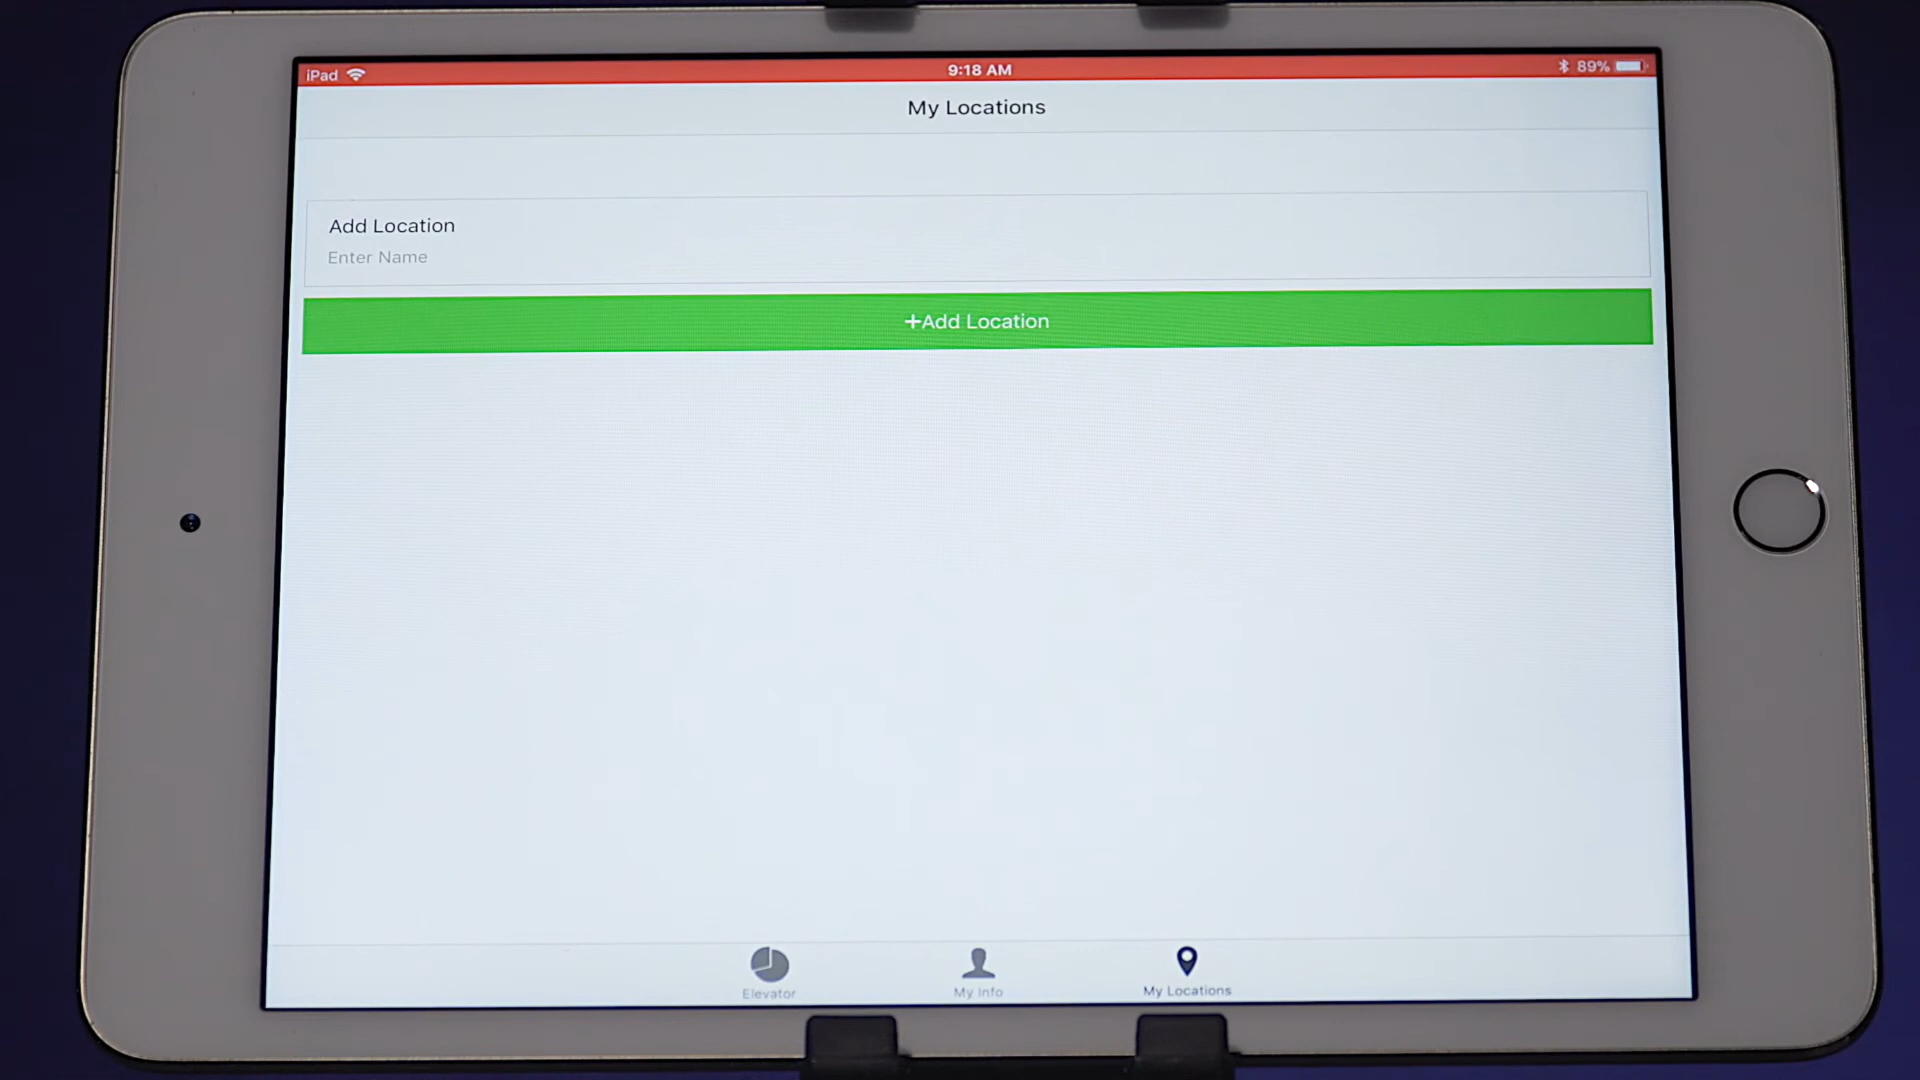 iPad 9:18 AM 89%
My Locations
Add Location
Enter Name
+Add Location
Elevator My Info My Locations